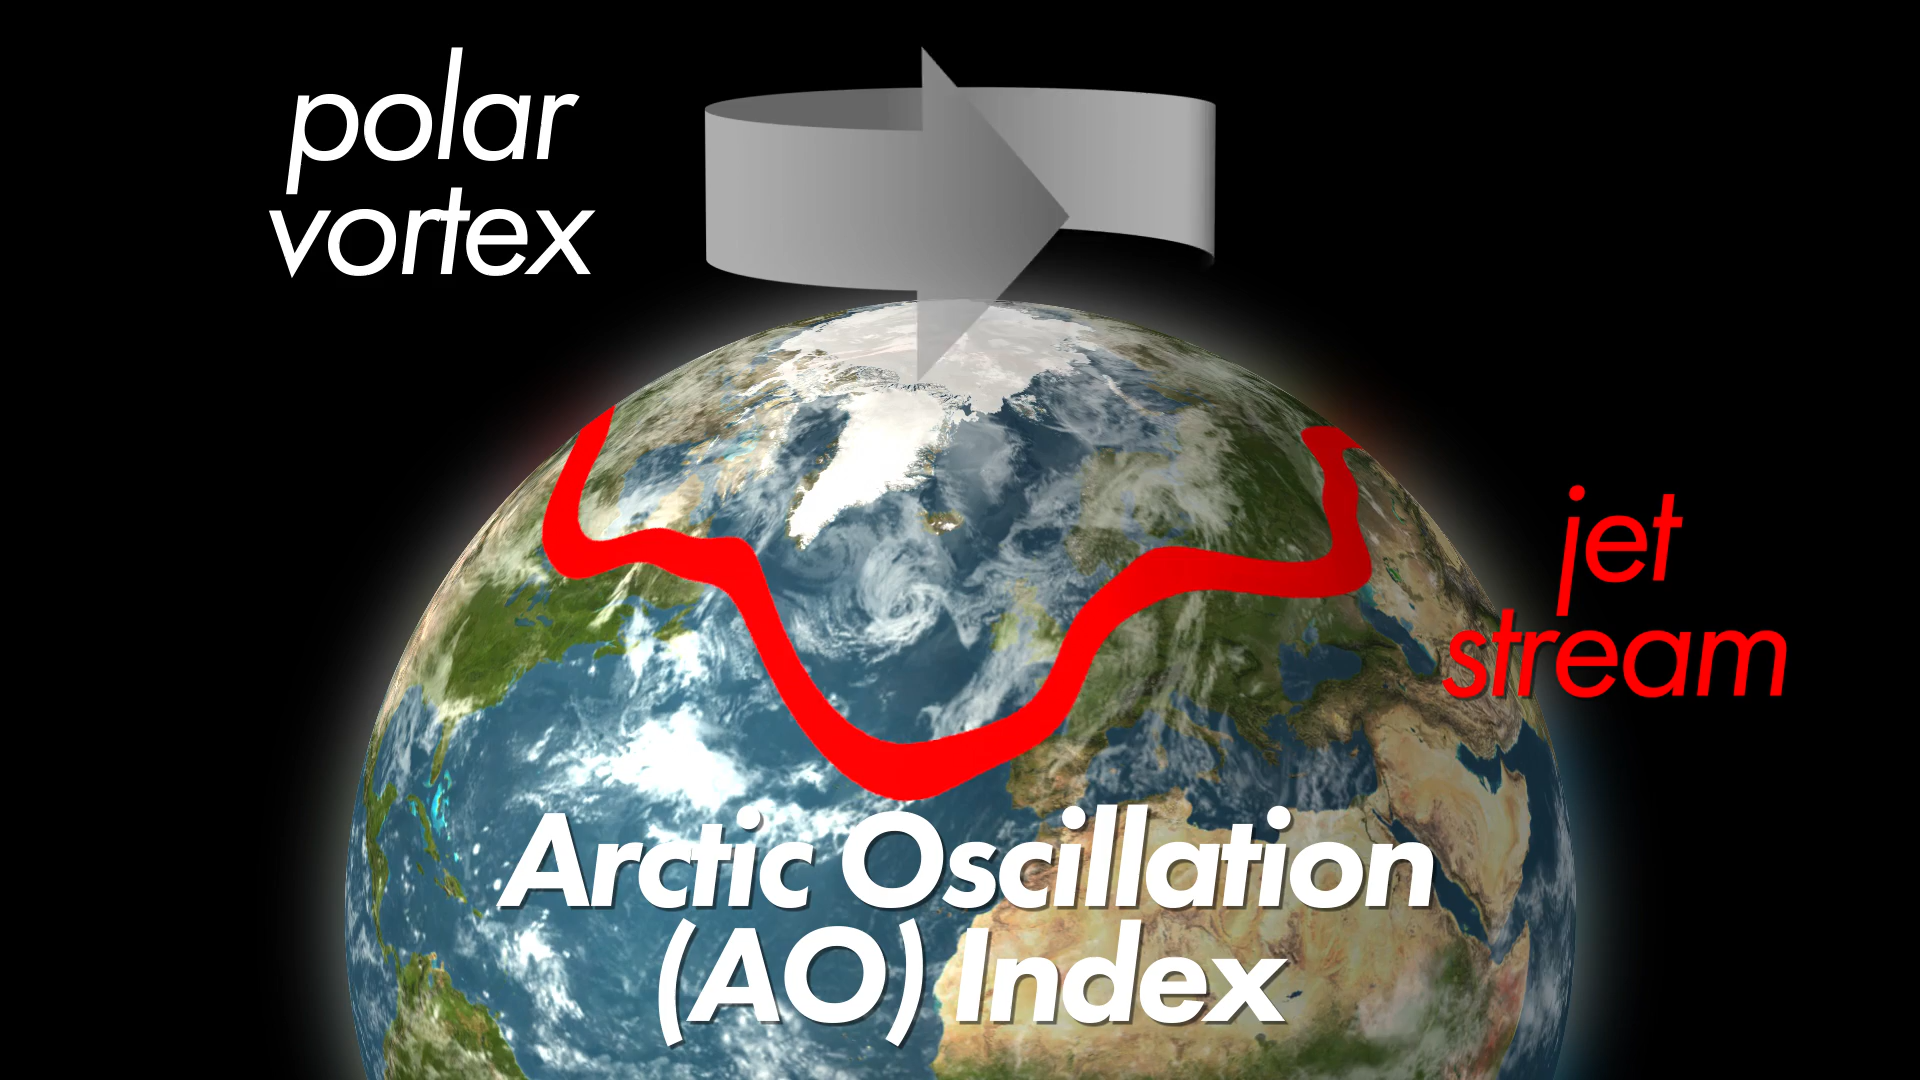 polar
vortex
jet
stream
Arctic Oscillation
(AO) Index